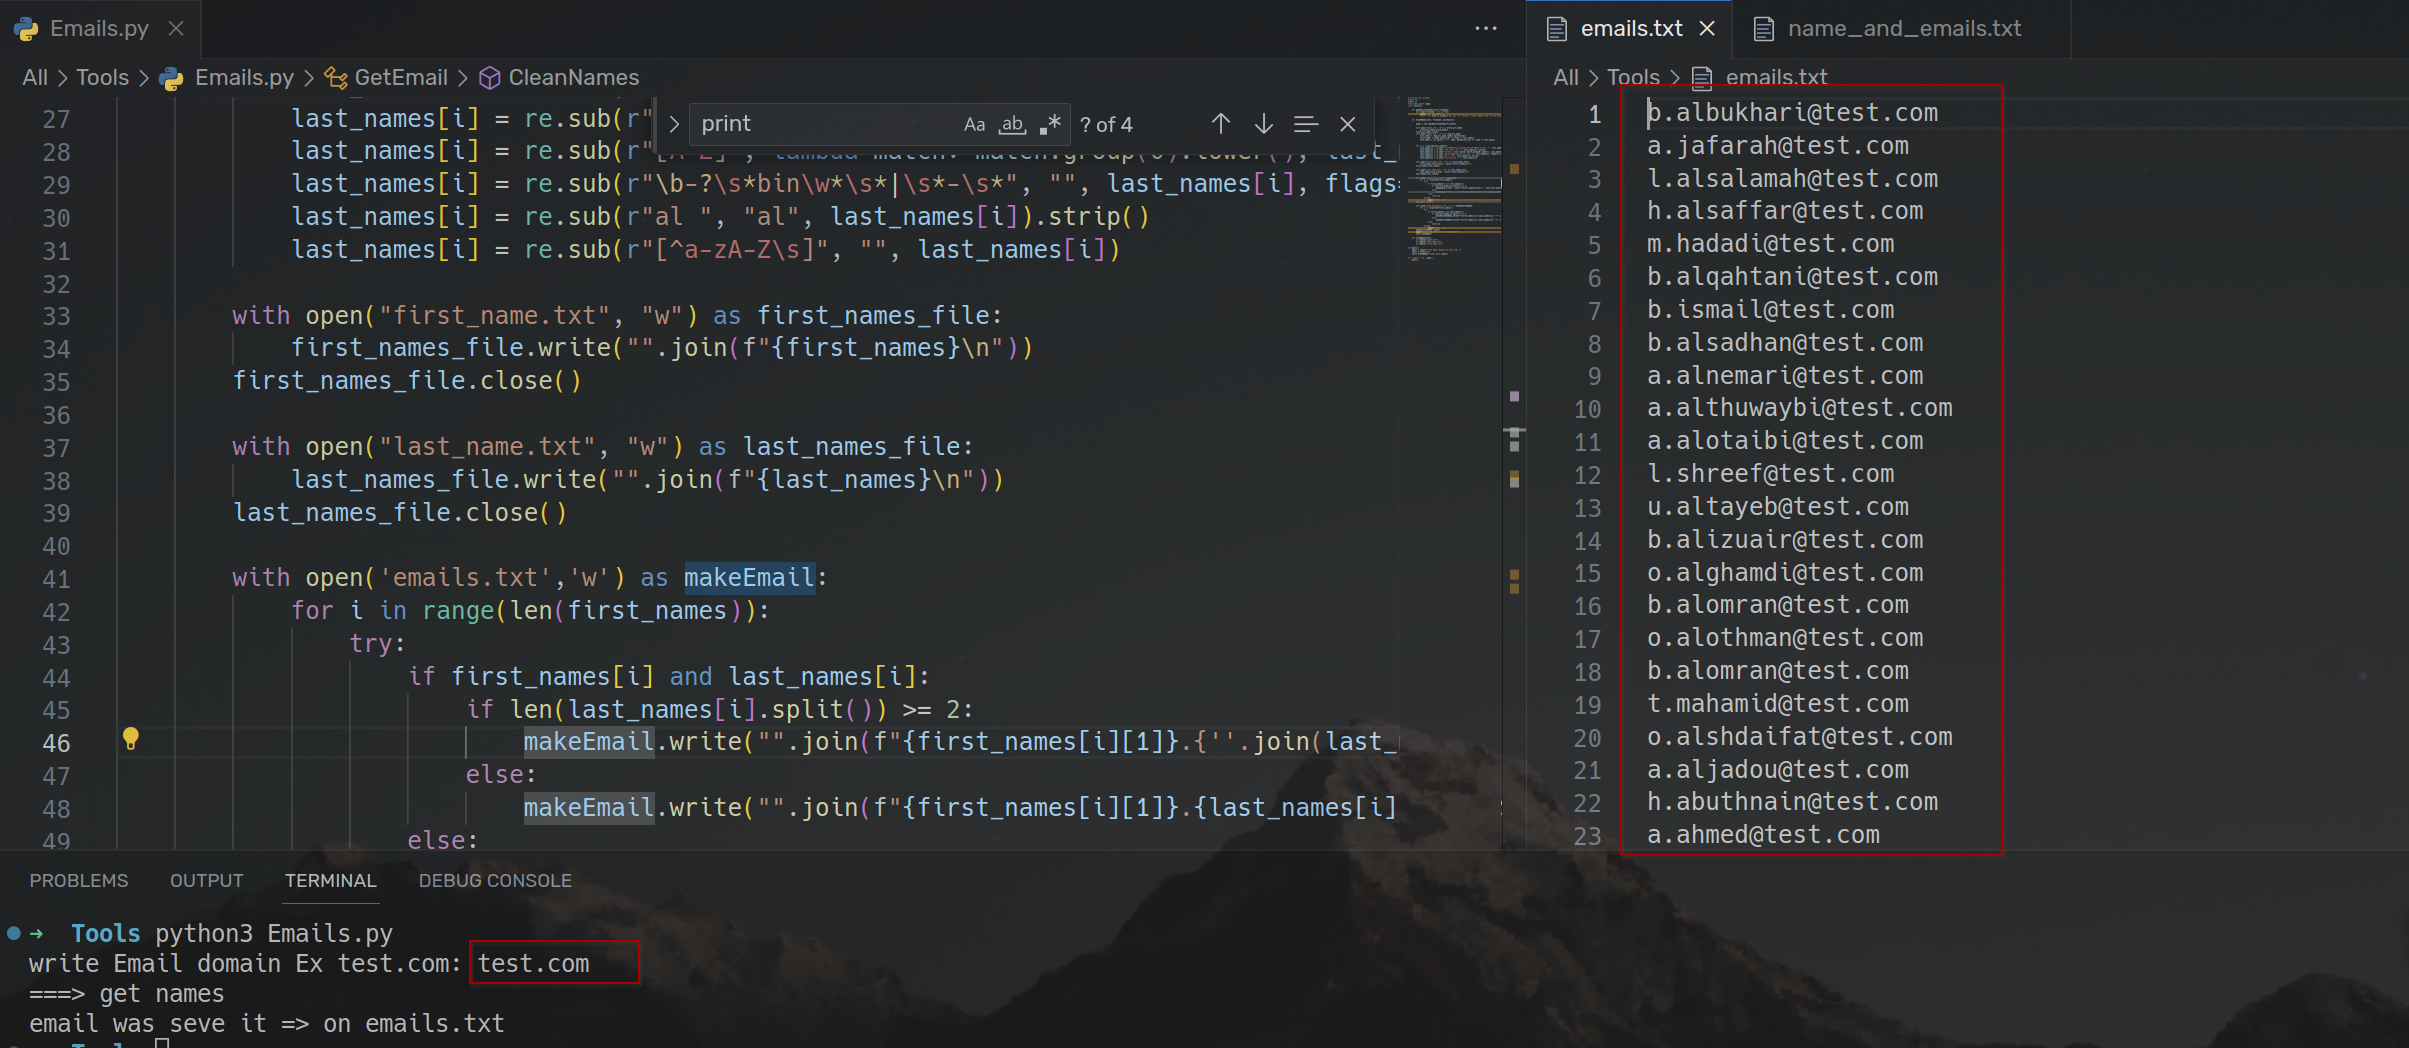 Emails.py
All > Tools > Emails.py > GetEmail > CleanNames
print Aa ab .* ? of 4
27 last_names[i] = re.sub(r"
28 last_names[i] = re.sub(r"[A-Z]", lambda match: match.group(0).lower(), last_
29 last_names[i] = re.sub(r"\b-?\s*bin\w*\s*|\s*-\s*", "", last_names[i], flags=
30 last_names[i] = re.sub(r"al ", "al", last_names[i]).strip()
31 last_names[i] = re.sub(r"[^a-zA-Z\s]", "", last_names[i])
32
33 with open("first_name.txt", "w") as first_names_file:
34 first_names_file.write("".join(f"{first_names}\n"))
35 first_names_file.close()
36
37 with open("last_name.txt", "w") as last_names_file:
38 last_names_file.write("".join(f"{last_names}\n"))
39 last_names_file.close()
40
41 with open('emails.txt','w') as makeEmail:
42 for i in range(len(first_names)):
43 try:
44 if first_names[i] and last_names[i]:
45 if len(last_names[i].split()) >= 2:
46 makeEmail.write("".join(f"{first_names[i][1]}.{''.join(last_
47 else:
48 makeEmail.write("".join(f"{first_names[i][1]}.{last_names[i]
49 else:
emails.txt name_and_emails.txt
All > Tools > emails.txt
1 b.albukhari@test.com
2 a.jafarah@test.com
3 l.alsalamah@test.com
4 h.alsaffar@test.com
5 m.hadadi@test.com
6 b.alqahtani@test.com
7 b.ismail@test.com
8 b.alsadhan@test.com
9 a.alnemari@test.com
10 a.althuwaybi@test.com
11 a.alotaibi@test.com
12 l.shreef@test.com
13 u.altayeb@test.com
14 b.alizuair@test.com
15 o.alghamdi@test.com
16 b.alomran@test.com
17 o.alothman@test.com
18 b.alomran@test.com
19 t.mahamid@test.com
20 o.alshdaifat@test.com
21 a.aljadou@test.com
22 h.abuthnain@test.com
23 a.ahmed@test.com
PROBLEMS OUTPUT TERMINAL DEBUG CONSOLE
→ Tools python3 Emails.py
write Email domain Ex test.com: test.com
===> get names
email was seve it => on emails.txt